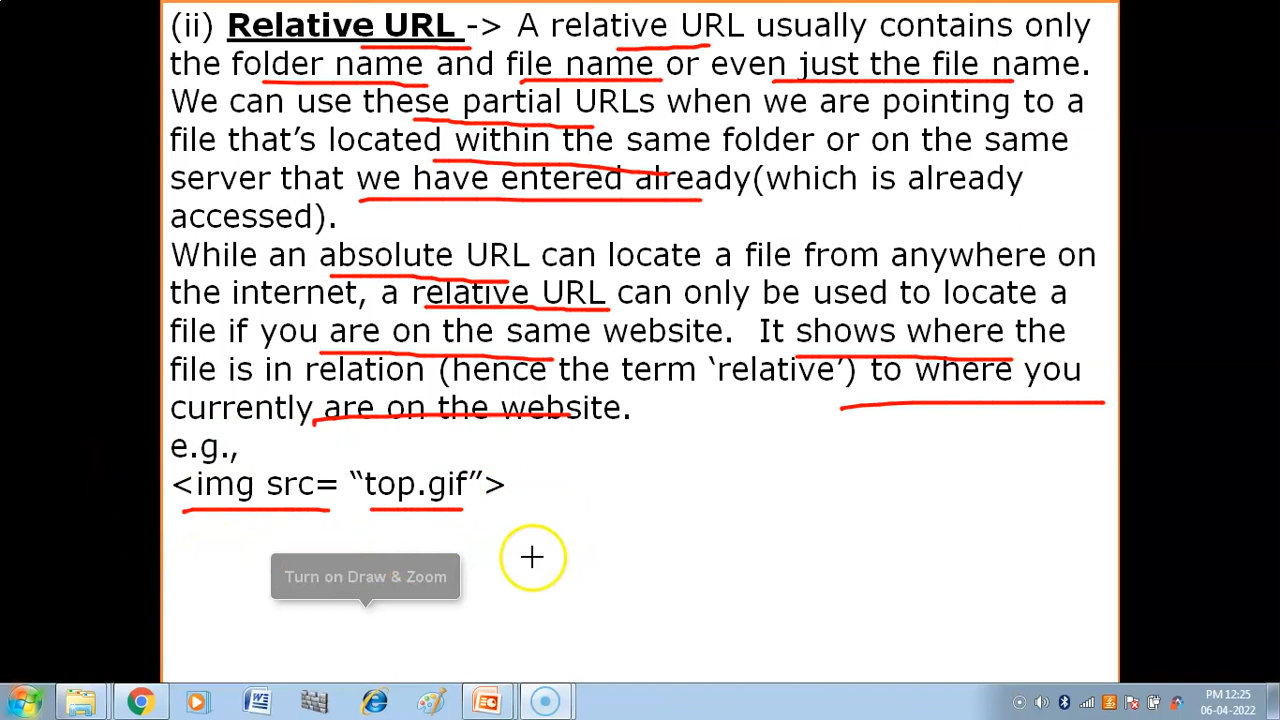 (ii) Relative URL -> A relative URL usually contains only
the folder name and file name or even just the file name.
We can use these partial URLs when we are pointing to a
file that’s located within the same folder or on the same
server that we have entered already(which is already
accessed).
While an absolute URL can locate a file from anywhere on
the internet, a relative URL can only be used to locate a
file if you are on the same website.  It shows where the
file is in relation (hence the term ‘relative’) to where you
currently are on the website.
e.g.,
<img src= “top.gif”>
Turn on Draw & Zoom
PM 12:25
06-04-2022